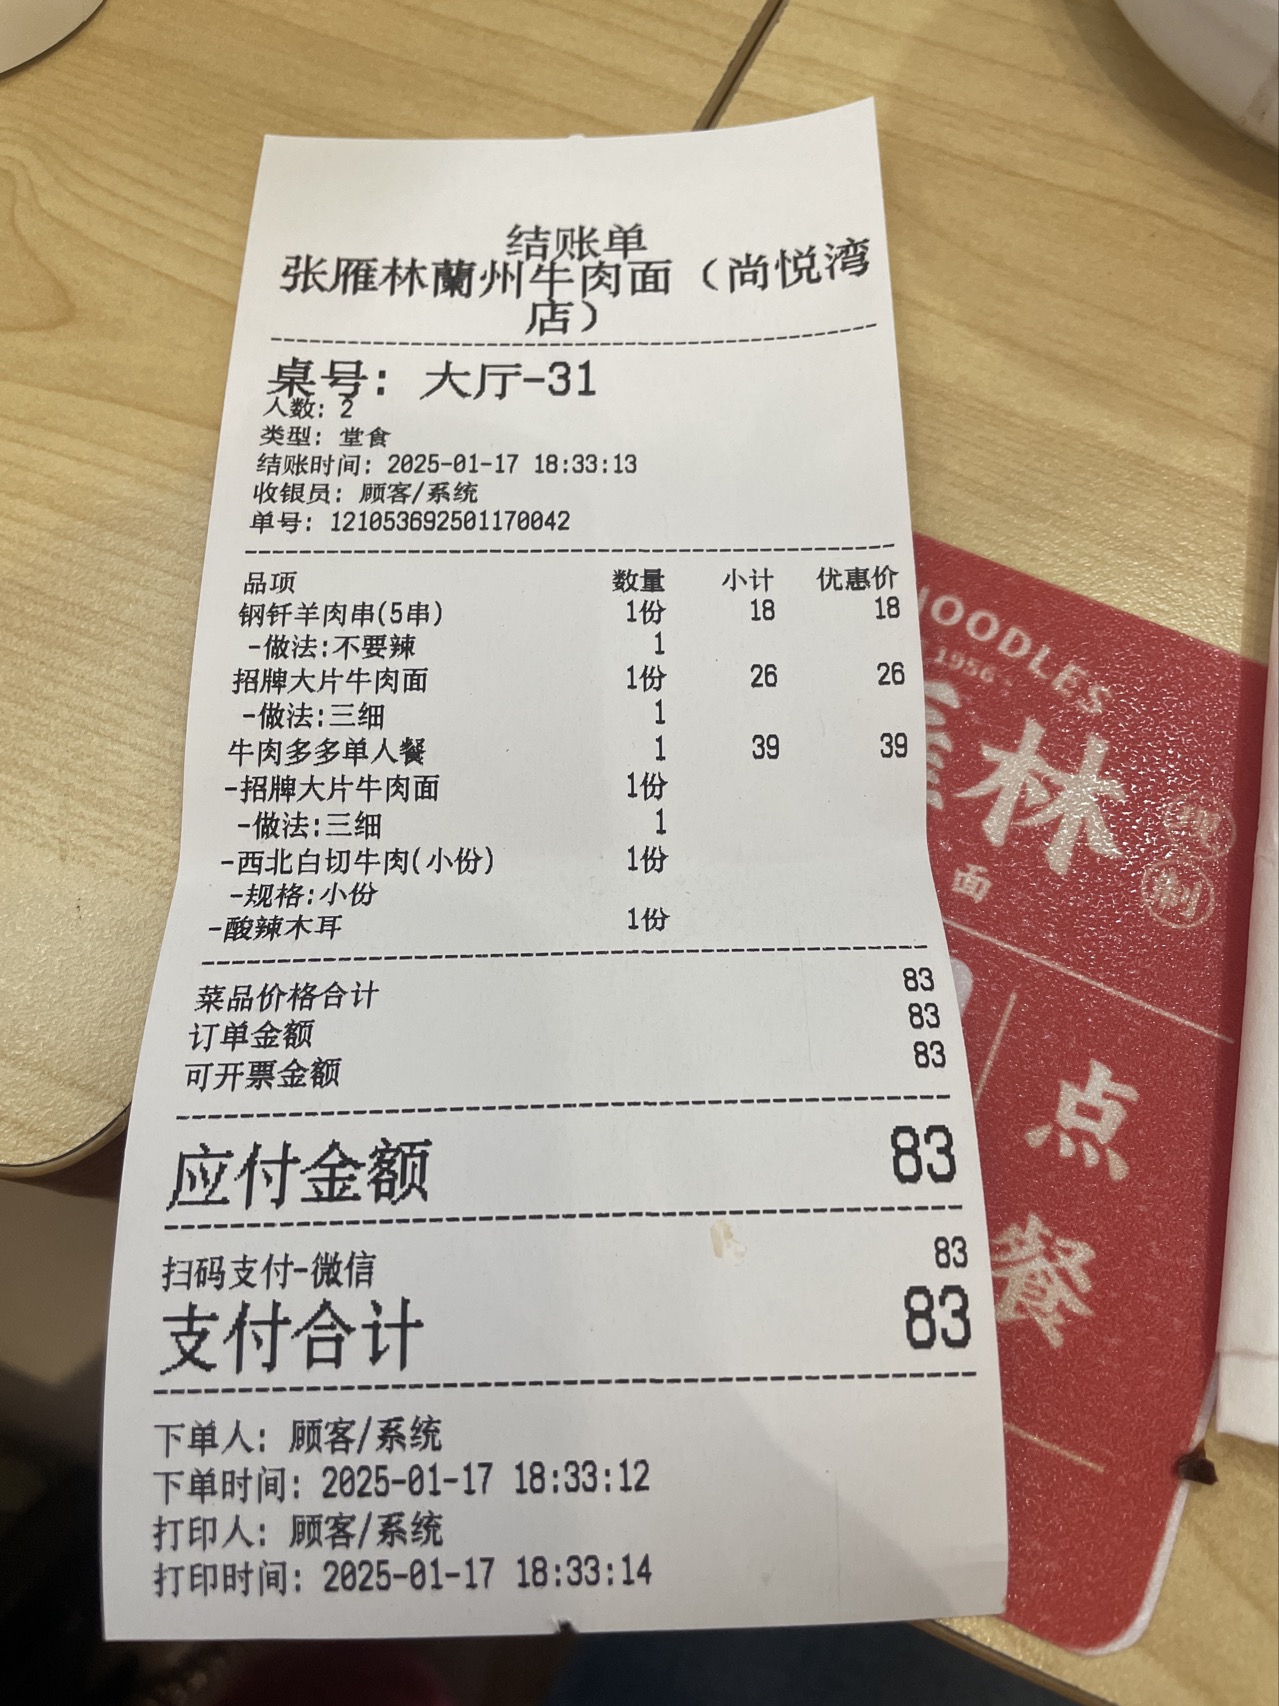 结账单
张雁林蘭州牛肉面（尚悦湾
店）
桌号: 大厅-31
人数: 2
类型: 堂食
结账时间: 2025-01-17 18:33:13
收银员: 顾客/系统
单号: 121053692501170042
品项 数量 小计 优惠价
钢钎羊肉串(5串) 1份 18 18
-做法:不要辣 1
招牌大片牛肉面 1份 26 26
-做法:三细 1
牛肉多多单人餐 1 39 39
-招牌大片牛肉面 1份
-做法:三细 1
-西北白切牛肉(小份) 1份
-规格:小份
-酸辣木耳 1份
菜品价格合计 83
订单金额 83
可开票金额 83
应付金额 83
扫码支付-微信 83
支付合计 83
下单人: 顾客/系统
下单时间: 2025-01-17 18:33:12
打印人: 顾客/系统
打印时间: 2025-01-17 18:33:14
NOODLES
1956
雁林
面
现制
点
餐